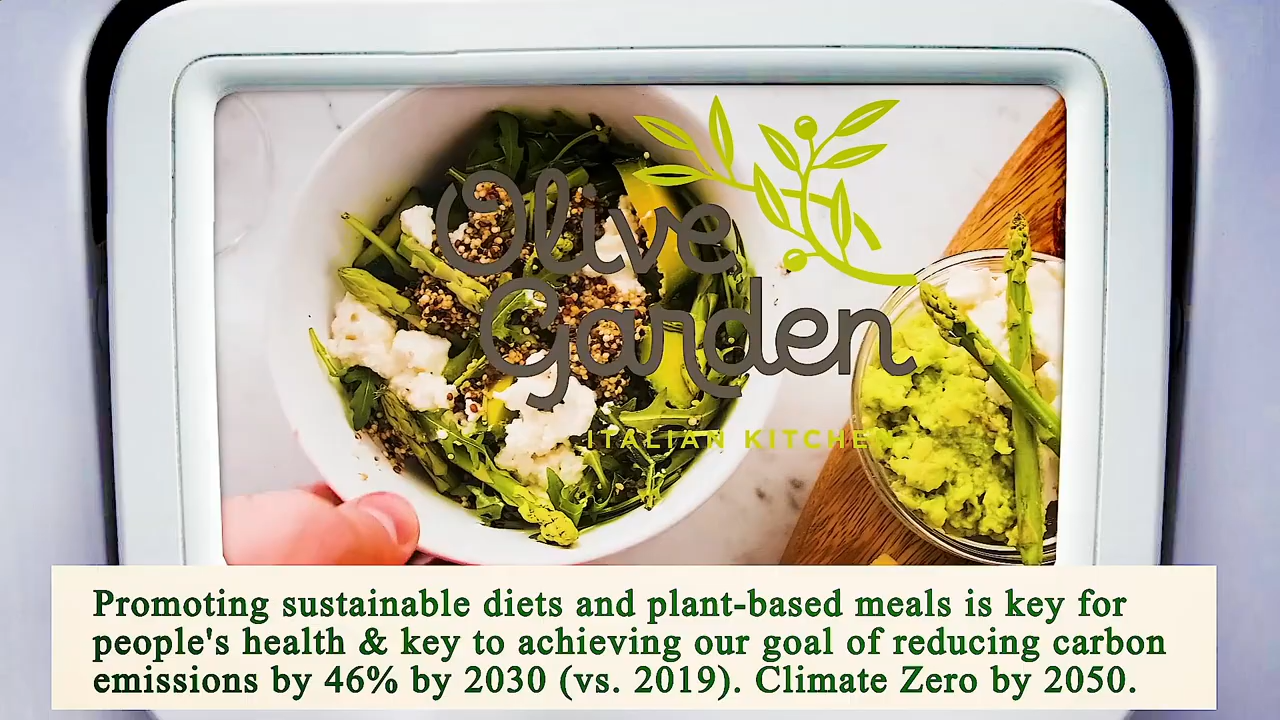 Olive
Garden
ITALIAN KITCHEN
Promoting sustainable diets and plant-based meals is key for
people's health & key to achieving our goal of reducing carbon
emissions by 46% by 2030 (vs. 2019). Climate Zero by 2050.